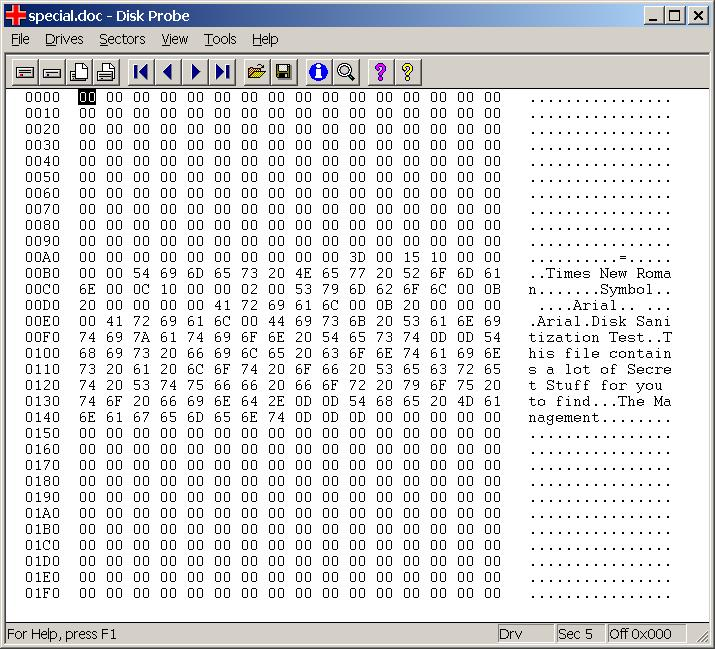 special.doc - Disk Probe
File Drives Sectors View Tools Help
0000 00 00 00 00 00 00 00 00 00 00 00 00 00 00 00 00 ................
0010 00 00 00 00 00 00 00 00 00 00 00 00 00 00 00 00 ................
0020 00 00 00 00 00 00 00 00 00 00 00 00 00 00 00 00 ................
0030 00 00 00 00 00 00 00 00 00 00 00 00 00 00 00 00 ................
0040 00 00 00 00 00 00 00 00 00 00 00 00 00 00 00 00 ................
0050 00 00 00 00 00 00 00 00 00 00 00 00 00 00 00 00 ................
0060 00 00 00 00 00 00 00 00 00 00 00 00 00 00 00 00 ................
0070 00 00 00 00 00 00 00 00 00 00 00 00 00 00 00 00 ................
0080 00 00 00 00 00 00 00 00 00 00 00 00 00 00 00 00 ................
0090 00 00 00 00 00 00 00 00 00 00 00 00 00 00 00 00 ................
00A0 00 00 00 00 00 00 00 00 00 00 3D 00 15 10 00 00 ..........=.....
00B0 00 00 54 69 6D 65 73 20 4E 65 77 20 52 6F 6D 61 ..Times New Roma
00C0 6E 00 0C 10 00 00 02 00 53 79 6D 62 6F 6C 00 0B n.......Symbol..
00D0 20 00 00 00 00 41 72 69 61 6C 00 0B 20 00 00 00  ....Arial.. ...
00E0 00 41 72 69 61 6C 00 44 69 73 6B 20 53 61 6E 69 .Arial.Disk Sani
00F0 74 69 7A 61 74 69 6F 6E 20 54 65 73 74 0D 0D 54 tization Test..T
0100 68 69 73 20 66 69 6C 65 20 63 6F 6E 74 61 69 6E his file contain
0110 73 20 61 20 6C 6F 74 20 6F 66 20 53 65 63 72 65 s a lot of Secre
0120 74 20 53 74 75 66 66 20 66 6F 72 20 79 6F 75 20 t Stuff for you
0130 74 6F 20 66 69 6E 64 2E 0D 0D 54 68 65 20 4D 61 to find...The Ma
0140 6E 61 67 65 6D 65 6E 74 0D 0D 0D 00 00 00 00 00 nagement........
0150 00 00 00 00 00 00 00 00 00 00 00 00 00 00 00 00 ................
0160 00 00 00 00 00 00 00 00 00 00 00 00 00 00 00 00 ................
0170 00 00 00 00 00 00 00 00 00 00 00 00 00 00 00 00 ................
0180 00 00 00 00 00 00 00 00 00 00 00 00 00 00 00 00 ................
0190 00 00 00 00 00 00 00 00 00 00 00 00 00 00 00 00 ................
01A0 00 00 00 00 00 00 00 00 00 00 00 00 00 00 00 00 ................
01B0 00 00 00 00 00 00 00 00 00 00 00 00 00 00 00 00 ................
01C0 00 00 00 00 00 00 00 00 00 00 00 00 00 00 00 00 ................
01D0 00 00 00 00 00 00 00 00 00 00 00 00 00 00 00 00 ................
01E0 00 00 00 00 00 00 00 00 00 00 00 00 00 00 00 00 ................
01F0 00 00 00 00 00 00 00 00 00 00 00 00 00 00 00 00 ................
For Help, press F1 Drv Sec 5 Off 0x000